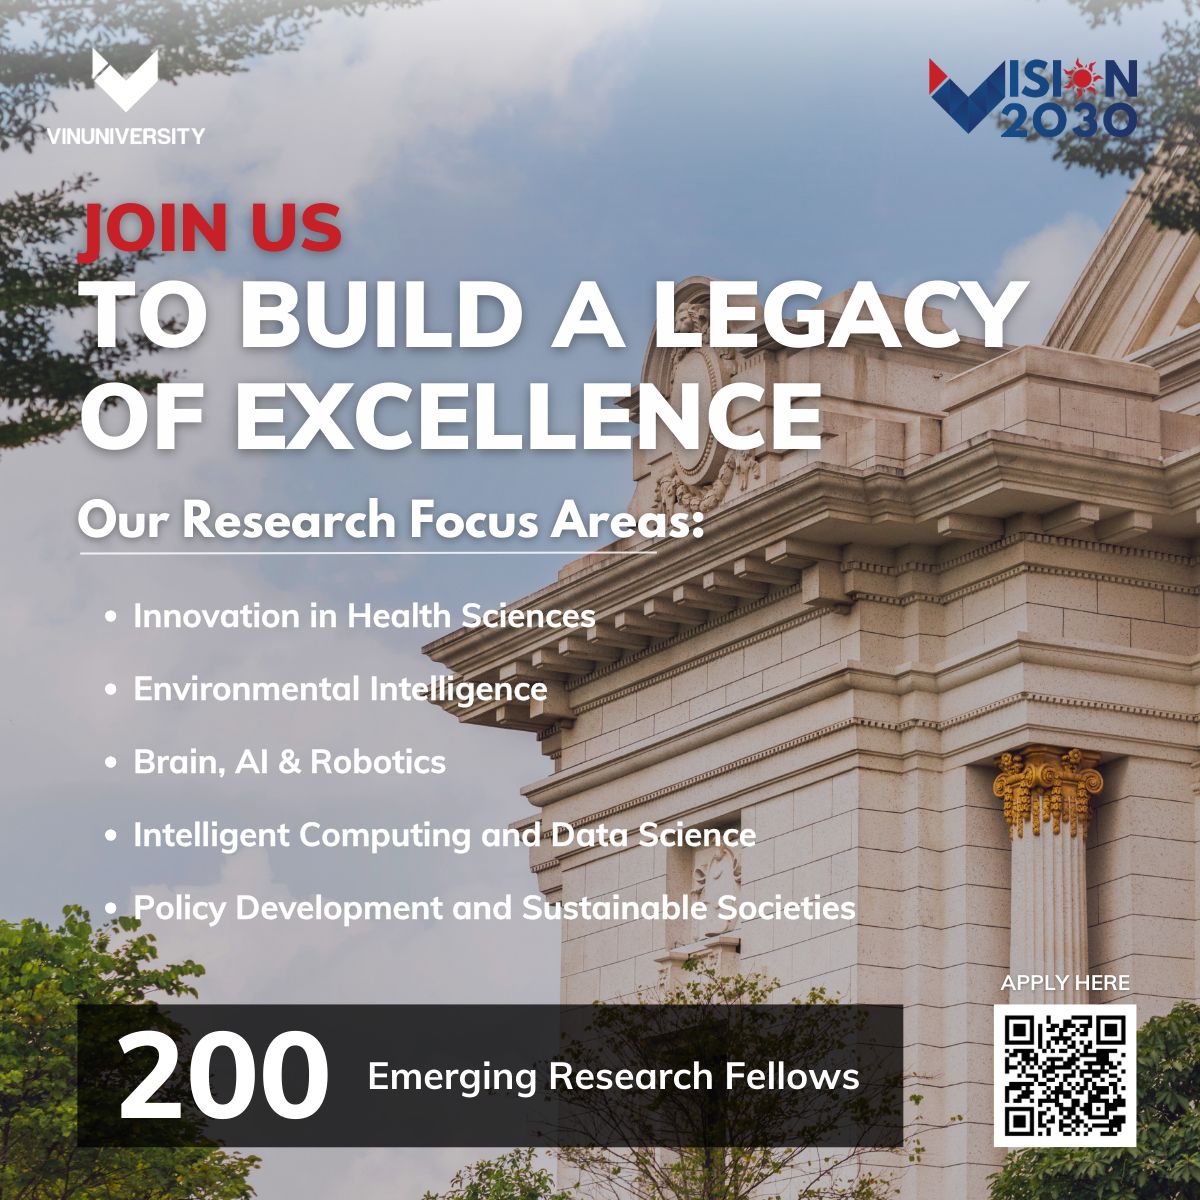 VINUNIVERSITY
VISION
2030
JOIN US
TO BUILD A LEGACY
OF EXCELLENCE
Our Research Focus Areas:
• Innovation in Health Sciences
• Environmental Intelligence
• Brain, AI & Robotics
• Intelligent Computing and Data Science
• Policy Development and Sustainable Societies
200 Emerging Research Fellows
APPLY HERE